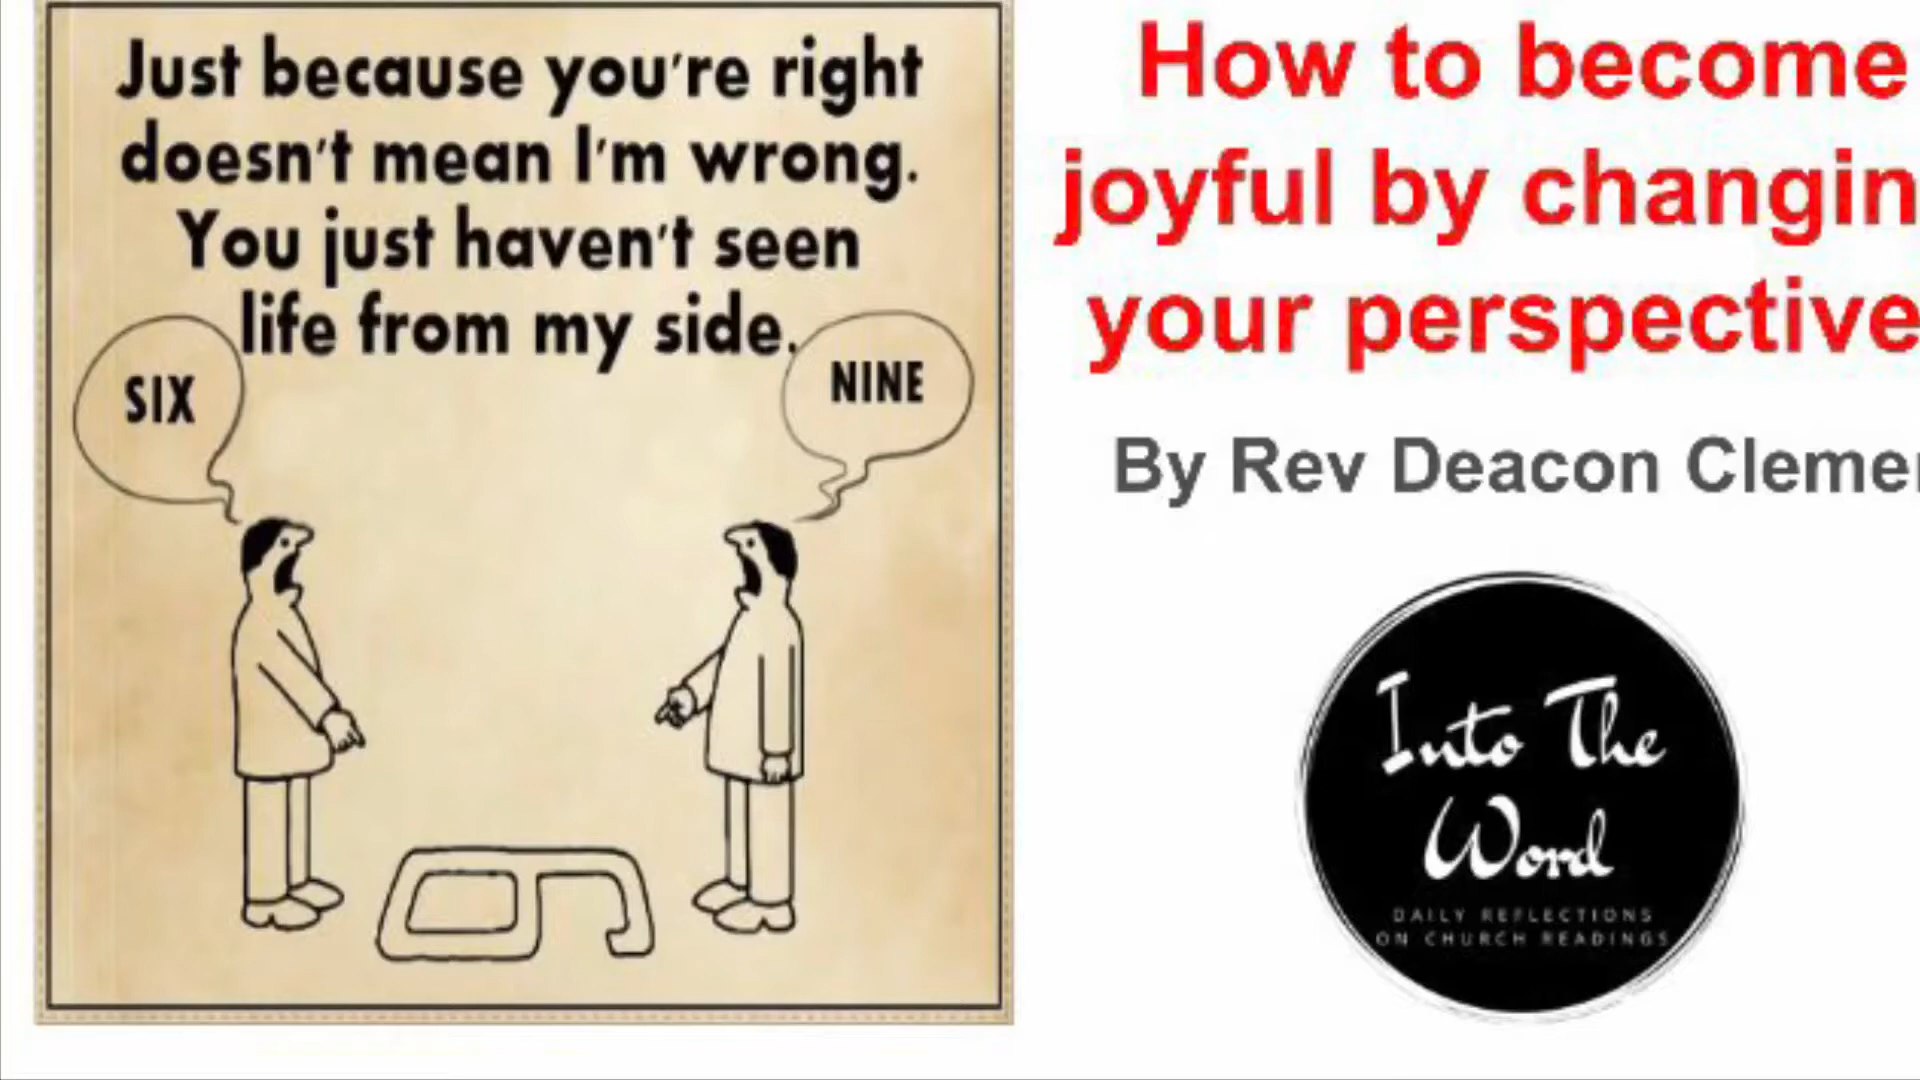 Just because you're right
doesn't mean I'm wrong.
You just haven't seen
life from my side.
SIX
NINE
How to become
joyful by changin
your perspective
By Rev Deacon Clemen
Into The
Word
DAILY REFLECTIONS
ON CHURCH READINGS